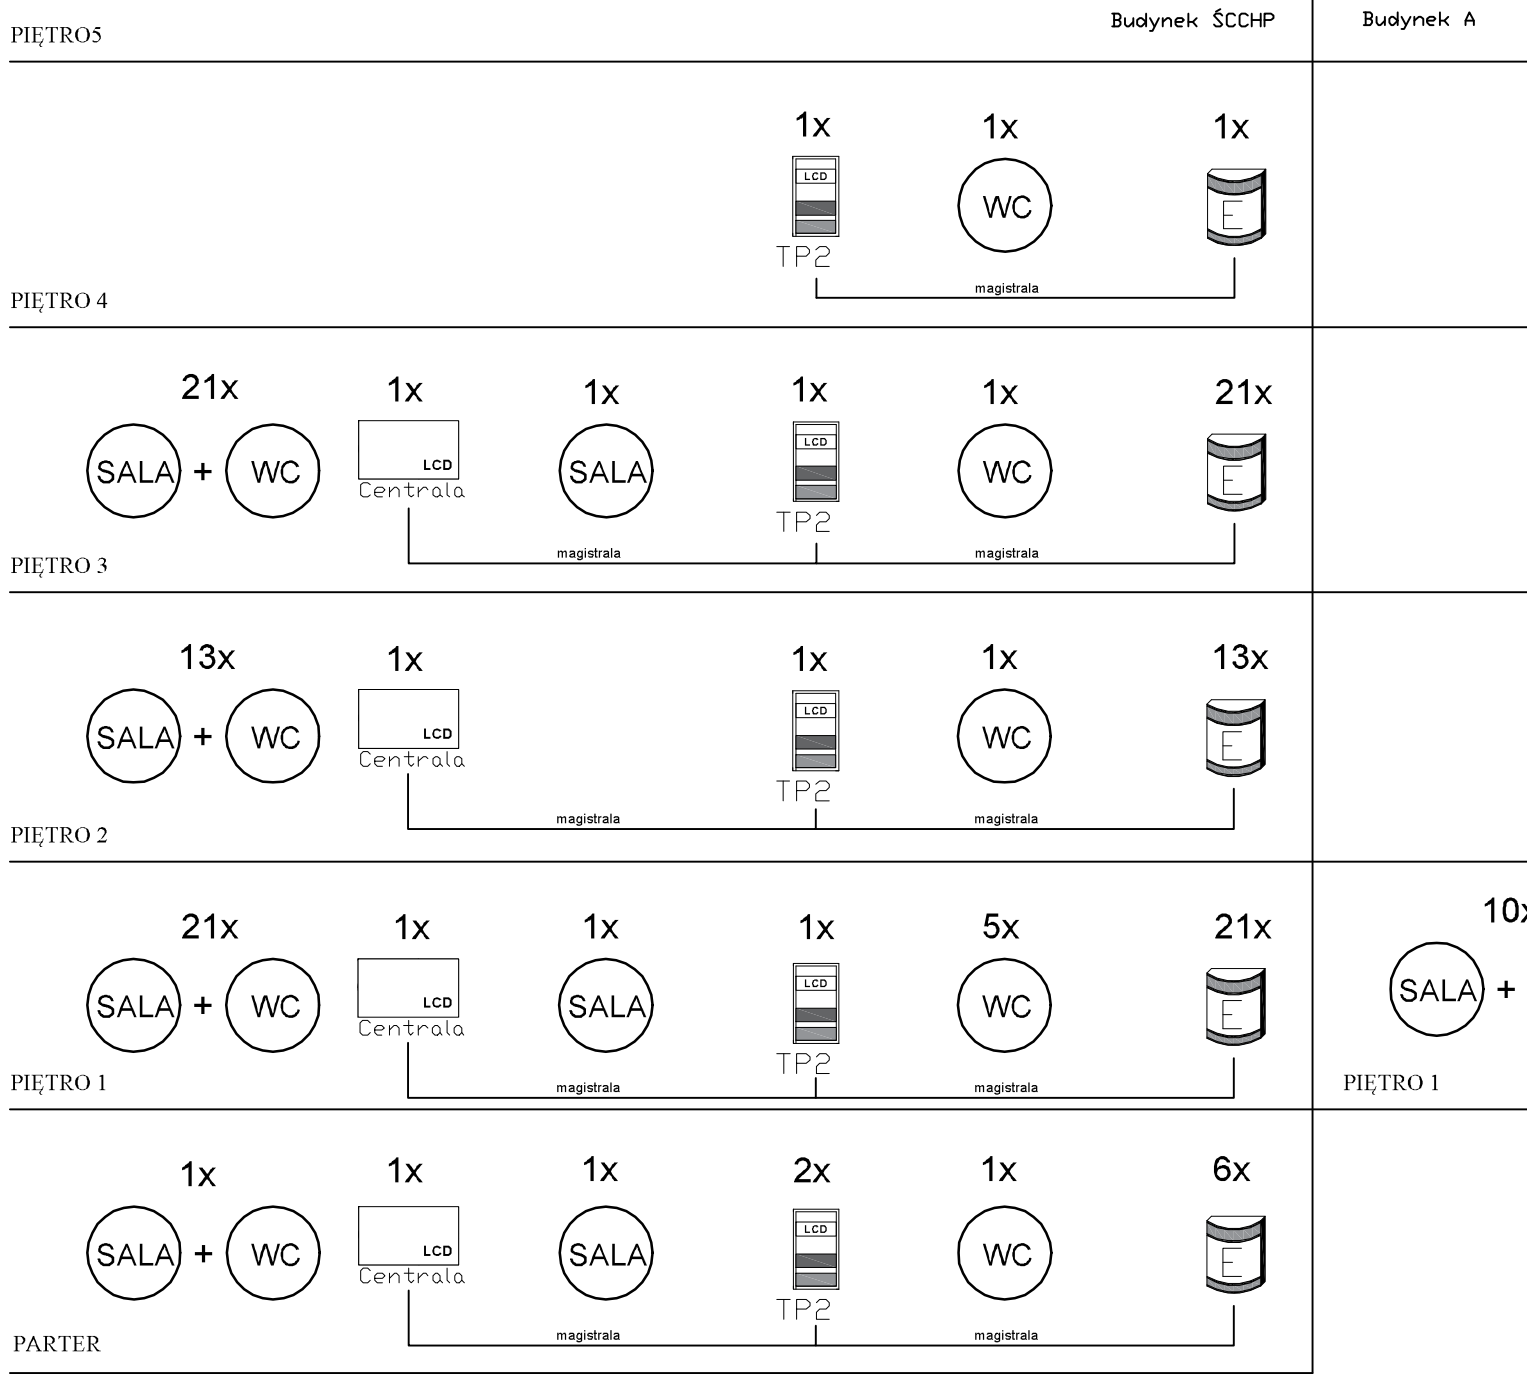 Budynek ŚCCHP
Budynek A
PIĘTRO5
1x 1x 1x
LCD
WC
E
TP2
magistrala
PIĘTRO 4
21x 1x 1x 1x 1x 21x
SALA + WC
LCD
Centrala
SALA
LCD
TP2
WC
E
magistrala magistrala
PIĘTRO 3
13x 1x 1x 1x 13x
SALA + WC
LCD
Centrala
LCD
TP2
WC
E
magistrala magistrala
PIĘTRO 2
21x 1x 1x 1x 5x 21x
10x
SALA + WC
LCD
Centrala
SALA
LCD
TP2
WC
E
SALA +
magistrala magistrala
PIĘTRO 1
PIĘTRO 1
1x 1x 1x 2x 1x 6x
SALA + WC
LCD
Centrala
SALA
LCD
TP2
WC
E
magistrala magistrala
PARTER